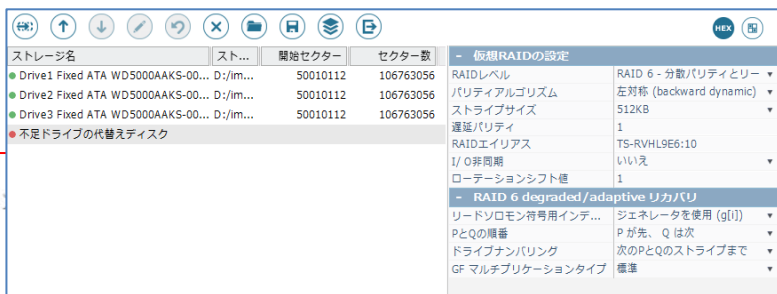 HEX
ストレージ名 スト... 開始セクター セクター数
Drive1 Fixed ATA WD5000AAKS-00... D:/im... 50010112 106763056
Drive2 Fixed ATA WD5000AAKS-00... D:/im... 50010112 106763056
Drive3 Fixed ATA WD5000AAKS-00... D:/im... 50010112 106763056
不足ドライブの代替えディスク
- 仮想RAIDの設定
RAIDレベル RAID 6 - 分散パリティとリー
パリティアルゴリズム 左対称 (backward dynamic)
ストライプサイズ 512KB
遅延パリティ 1
RAIDエイリアス TS-RVHL9E6:10
I/ O非同期 いいえ
ローテーションシフト値 1
- RAID 6 degraded/adaptive リカバリ
リードソロモン符号用インデ... ジェネレータを使用 (g[i])
PとQの順番 P が先、 Q は次
ドライブナンバリング 次のPとQのストライプまで
GF マルチプリケーションタイプ 標準